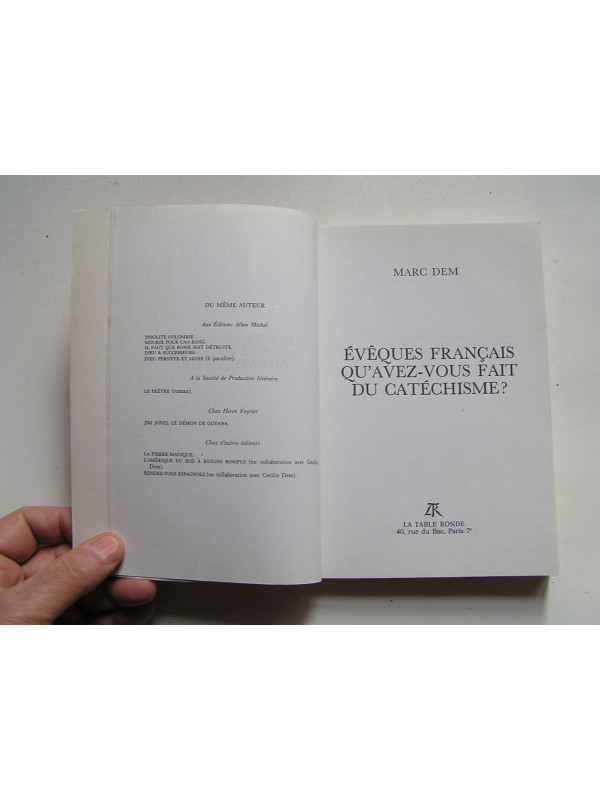 DU MÊME AUTEUR
Aux Éditions Albin Michel
INSOLITE COLOMBIE.
MOURIR POUR CAO BANG.
IL FAUT QUE ROME SOIT DÉTRUITE.
DIEU & SUCCESSEURS.
DIEU PERSISTE ET SIGNE (à paraître).
A la Société de Production littéraire
LE PRÊTRE (roman).
Chez Henri Veyrier
JIM JONES, LE DÉMON DE GUYANA.
Chez d'autres éditeurs
LA PIERRE MAGIQUE.
L'AMÉRIQUE DU SUD A BÂTONS ROMPUS (en collaboration avec
Dem).
RENDEZ-VOUS ESPAGNOLS (en collaboration avec Cecilia Dem).
MARC DEM
ÉVÊQUES FRANÇAIS
QU'AVEZ-VOUS FAIT
DU CATÉCHISME?
LA TABLE RONDE
40, rue du Bac, Paris 7e